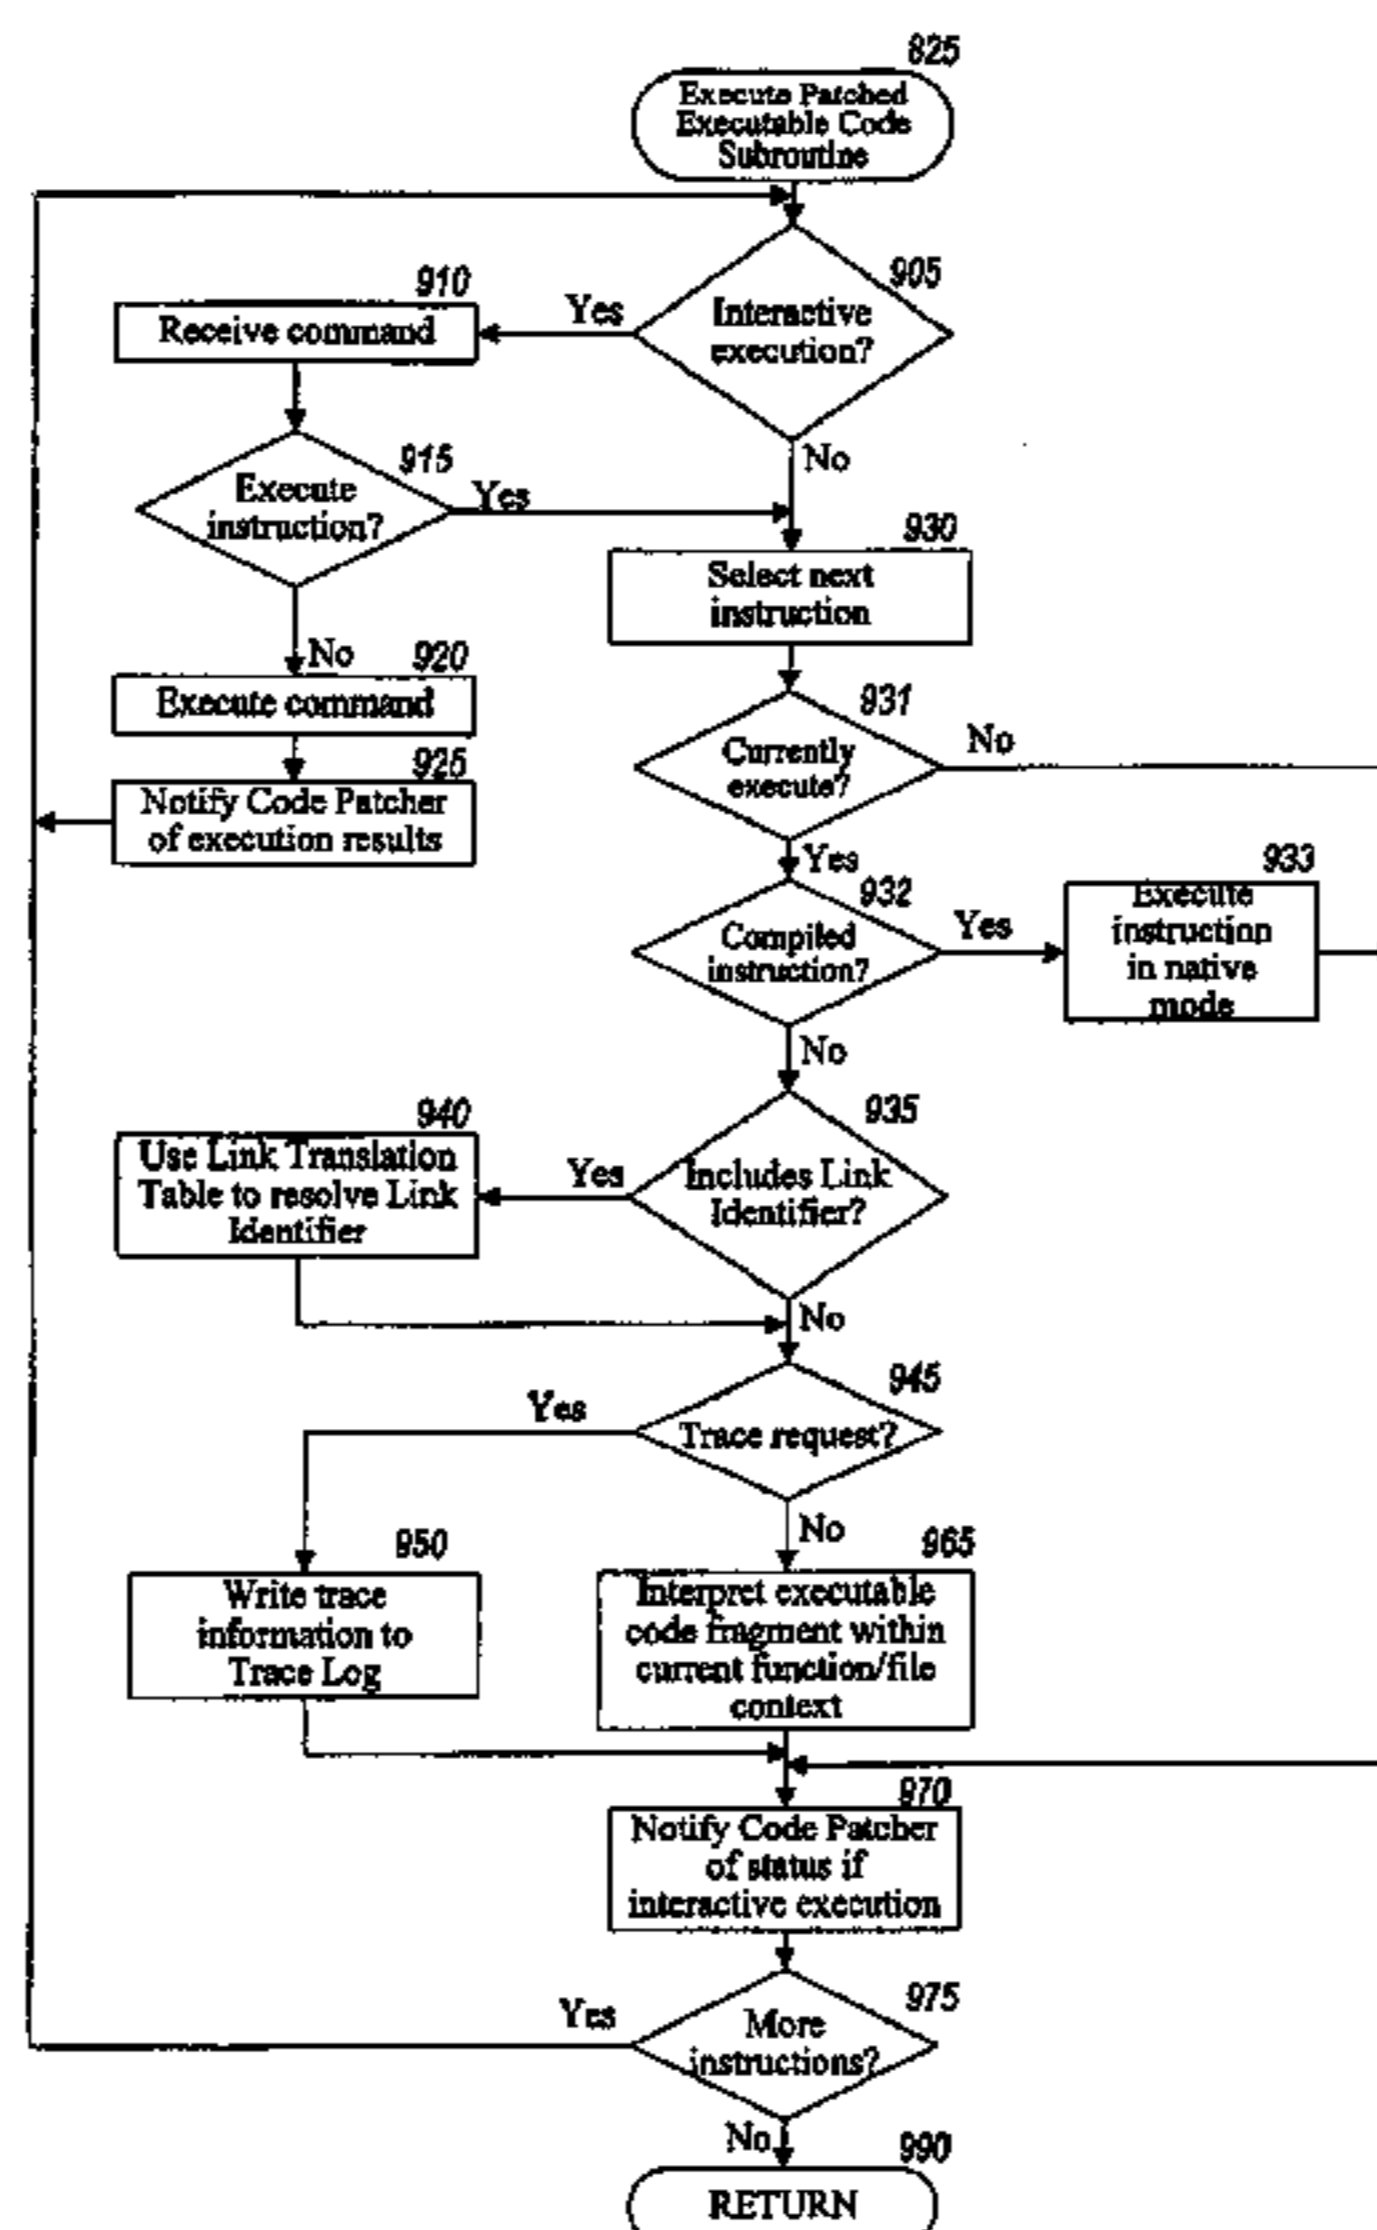 825
Execute Patched
Executable Code
Subroutine
905
Interactive
execution?
Yes
No
910
Receive command
915
Execute
instruction?
Yes
No
920
Execute command
925
Notify Code Patcher
of execution results
930
Select next
instruction
931
Currently
execute?
No
Yes
932
Compiled
instruction?
Yes
No
933
Execute
instruction
in native
mode
935
Includes Link
Identifier?
Yes
No
940
Use Link Translation
Table to resolve Link
Identifier
945
Trace request?
Yes
No
950
Write trace
information to
Trace Log
965
Interpret executable
code fragment within
current function/file
context
970
Notify Code Patcher
of status if
interactive execution
975
More
instructions?
Yes
No
990
RETURN